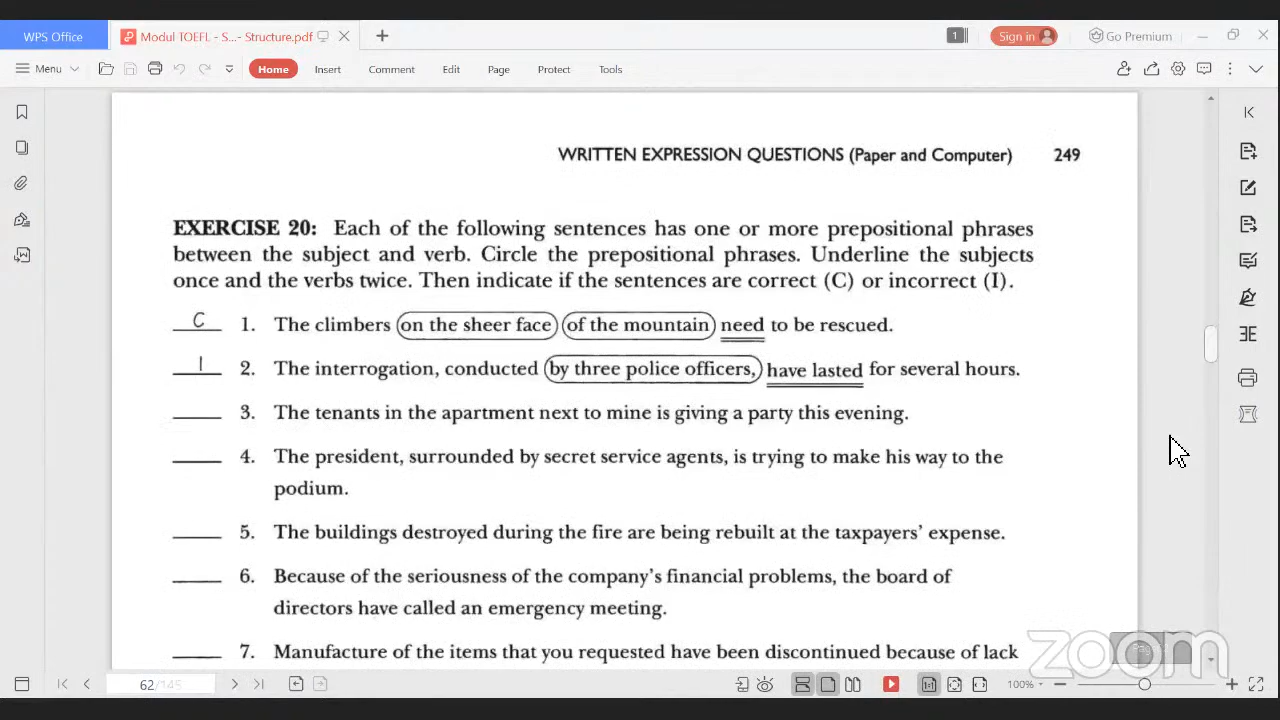 WPS Office
Modul TOEFL - S...- Structure.pdf
1
Sign in
Go Premium
Menu
Home
Insert
Comment
Edit
Page
Protect
Tools
WRITTEN EXPRESSION QUESTIONS (Paper and Computer) 249
EXERCISE 20: Each of the following sentences has one or more prepositional phrases
between the subject and verb. Circle the prepositional phrases. Underline the subjects
once and the verbs twice. Then indicate if the sentences are correct (C) or incorrect (I).
C 1. The climbers on the sheer face of the mountain need to be rescued.
I 2. The interrogation, conducted by three police officers, have lasted for several hours.
3. The tenants in the apartment next to mine is giving a party this evening.
4. The president, surrounded by secret service agents, is trying to make his way to the
podium.
5. The buildings destroyed during the fire are being rebuilt at the taxpayers' expense.
6. Because of the seriousness of the company's financial problems, the board of
directors have called an emergency meeting.
7. Manufacture of the items that you requested have been discontinued because of lack
zoom
62/145
100%